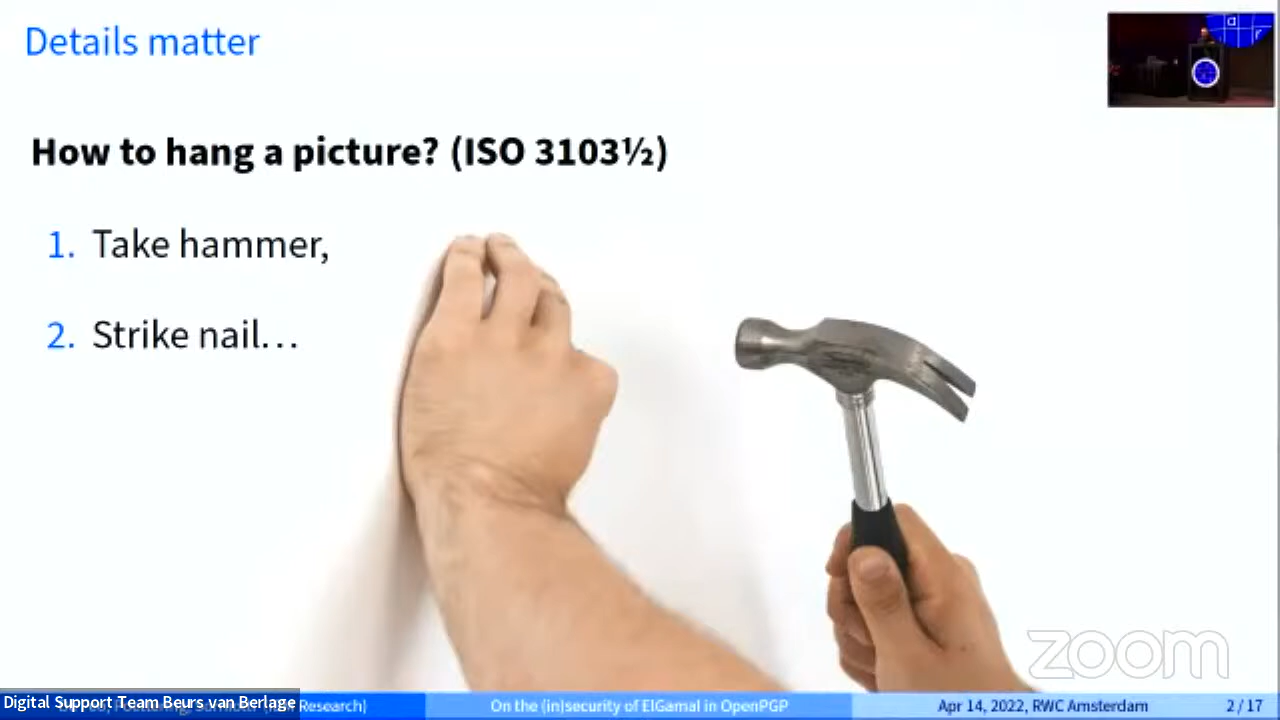 Details matter
How to hang a picture? (ISO 3103½)
1. Take hammer,
2. Strike nail…
zoom
Digital Support Team Beurs van Berlage
Research)
On the (in)security of ElGamal in OpenPGP
Apr 14, 2022, RWC Amsterdam
2 / 17